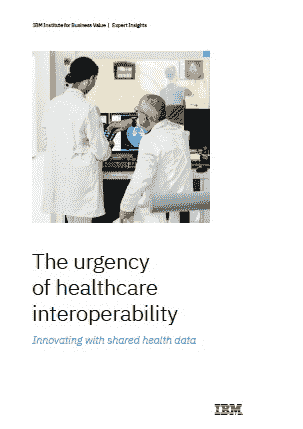 IBM Institute for Business Value | Expert Insights
The urgency
of healthcare
interoperability
Innovating with shared health data
IBM